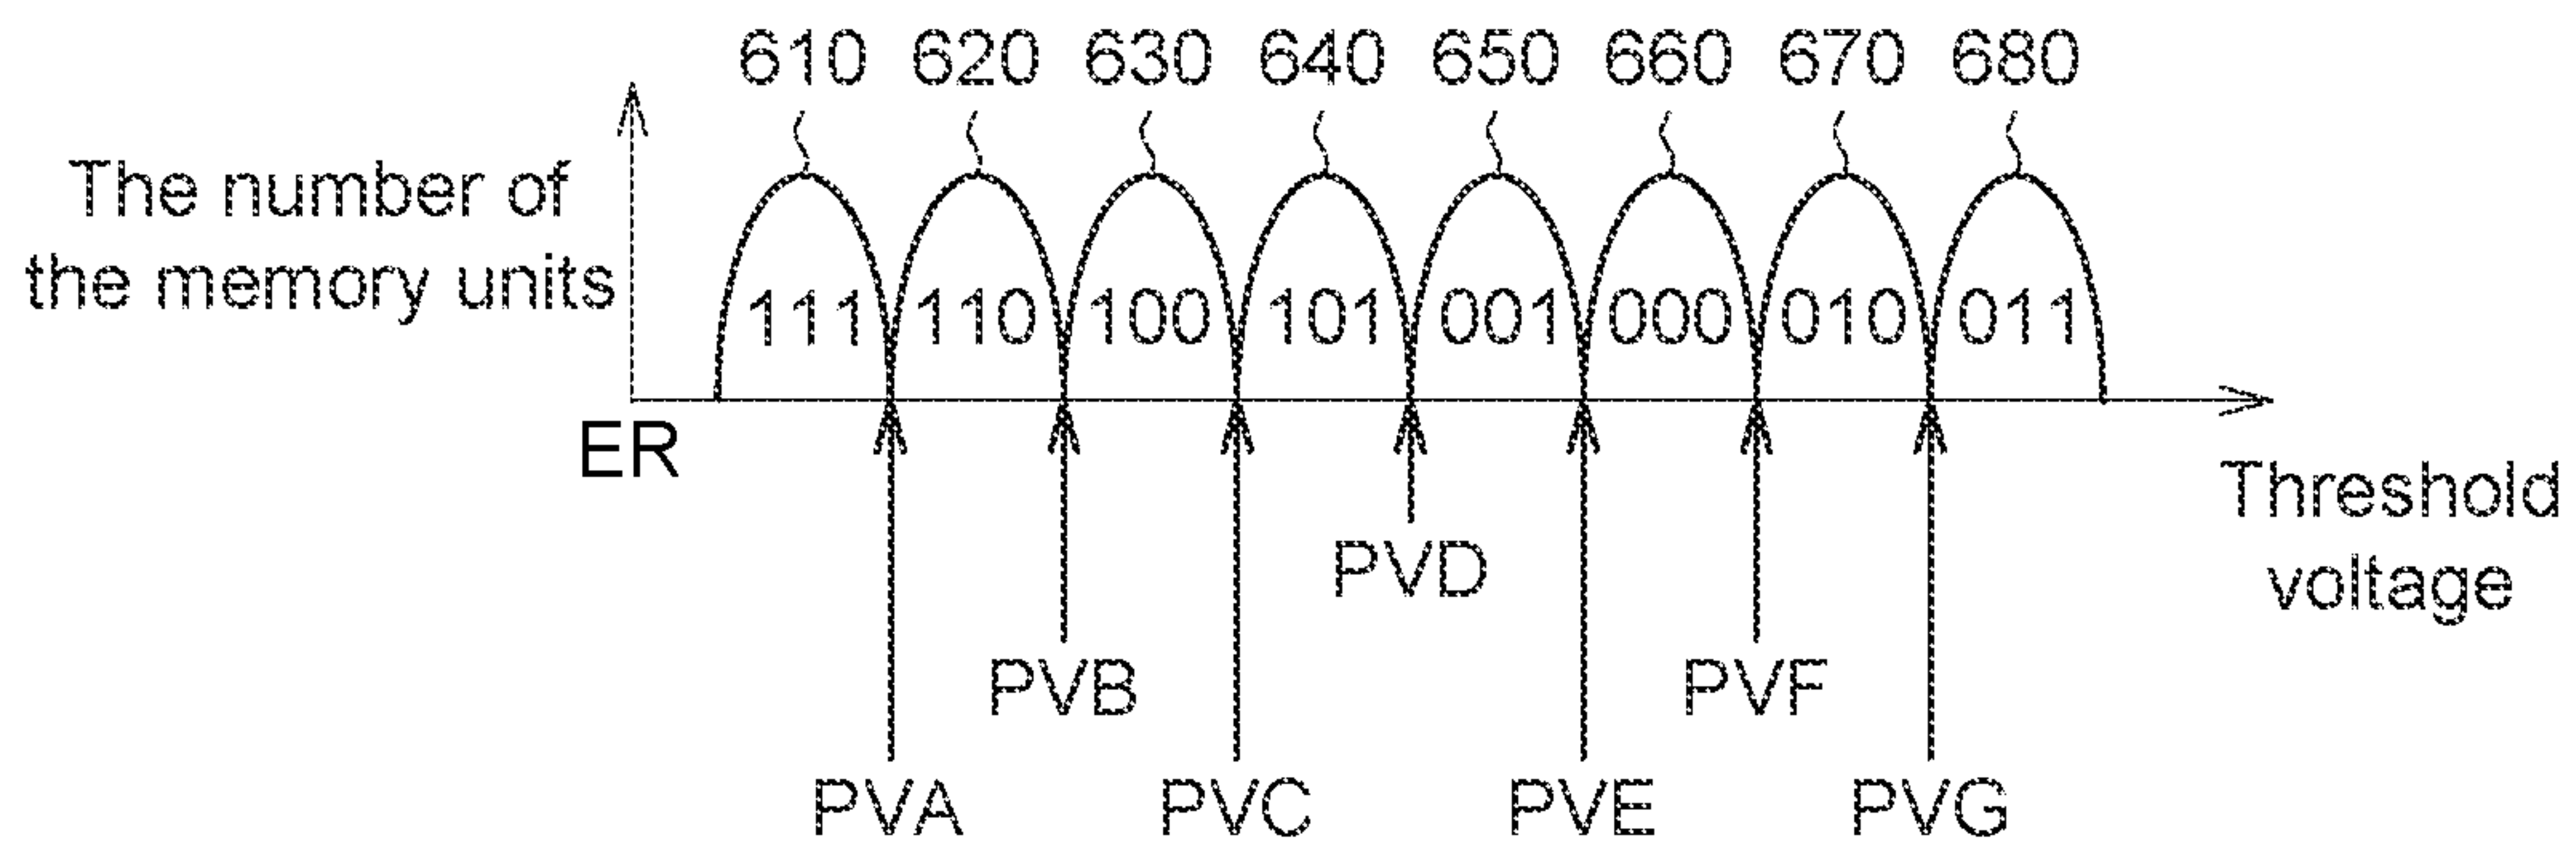 610 620 630 640 650 660 670 680
The number of
the memory units
111 110 100 101 001 000 010 011
ER
Threshold
voltage
PVD
PVB PVF
PVA PVC PVE PVG